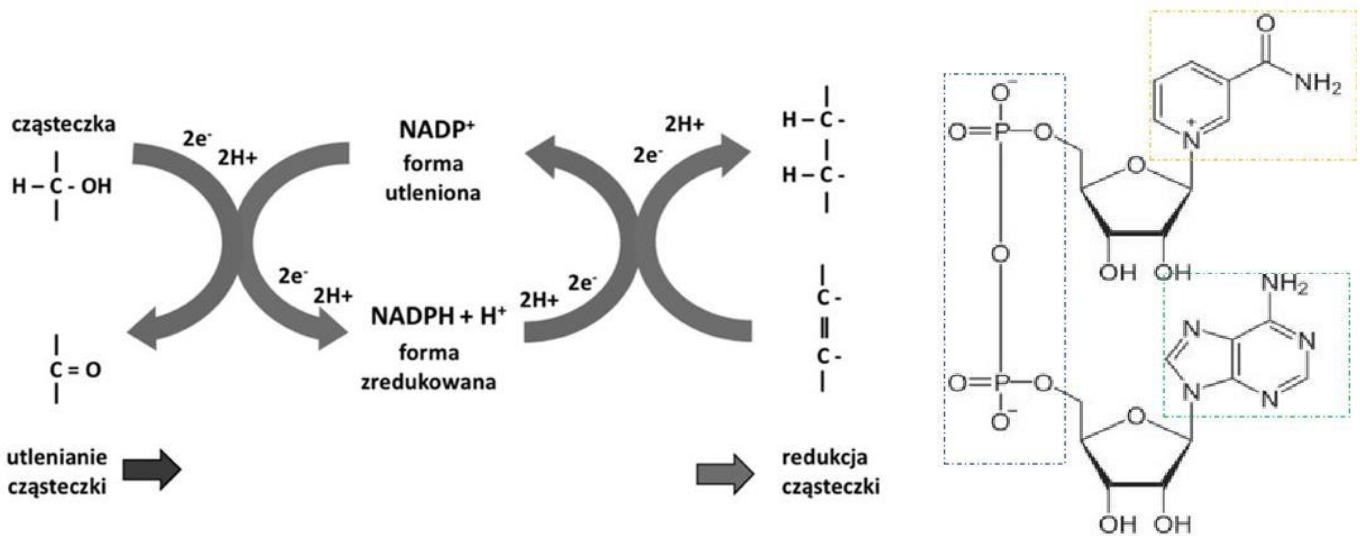 cząsteczka
H – C - OH
C = O
utlenianie
cząsteczki
2e-
2H+
NADP+
forma
utleniona
2e-
2H+
NADPH + H+
forma
zredukowana
2H+
2e-
2H+
2e-
H – C -
H – C -
C -
C -
redukcja
cząsteczki
O
NH2
N
+
O-
O=P-O
O
O
OH
OH
O
NH2
N
N
N
N
O=P-O
O-
O
OH
OH